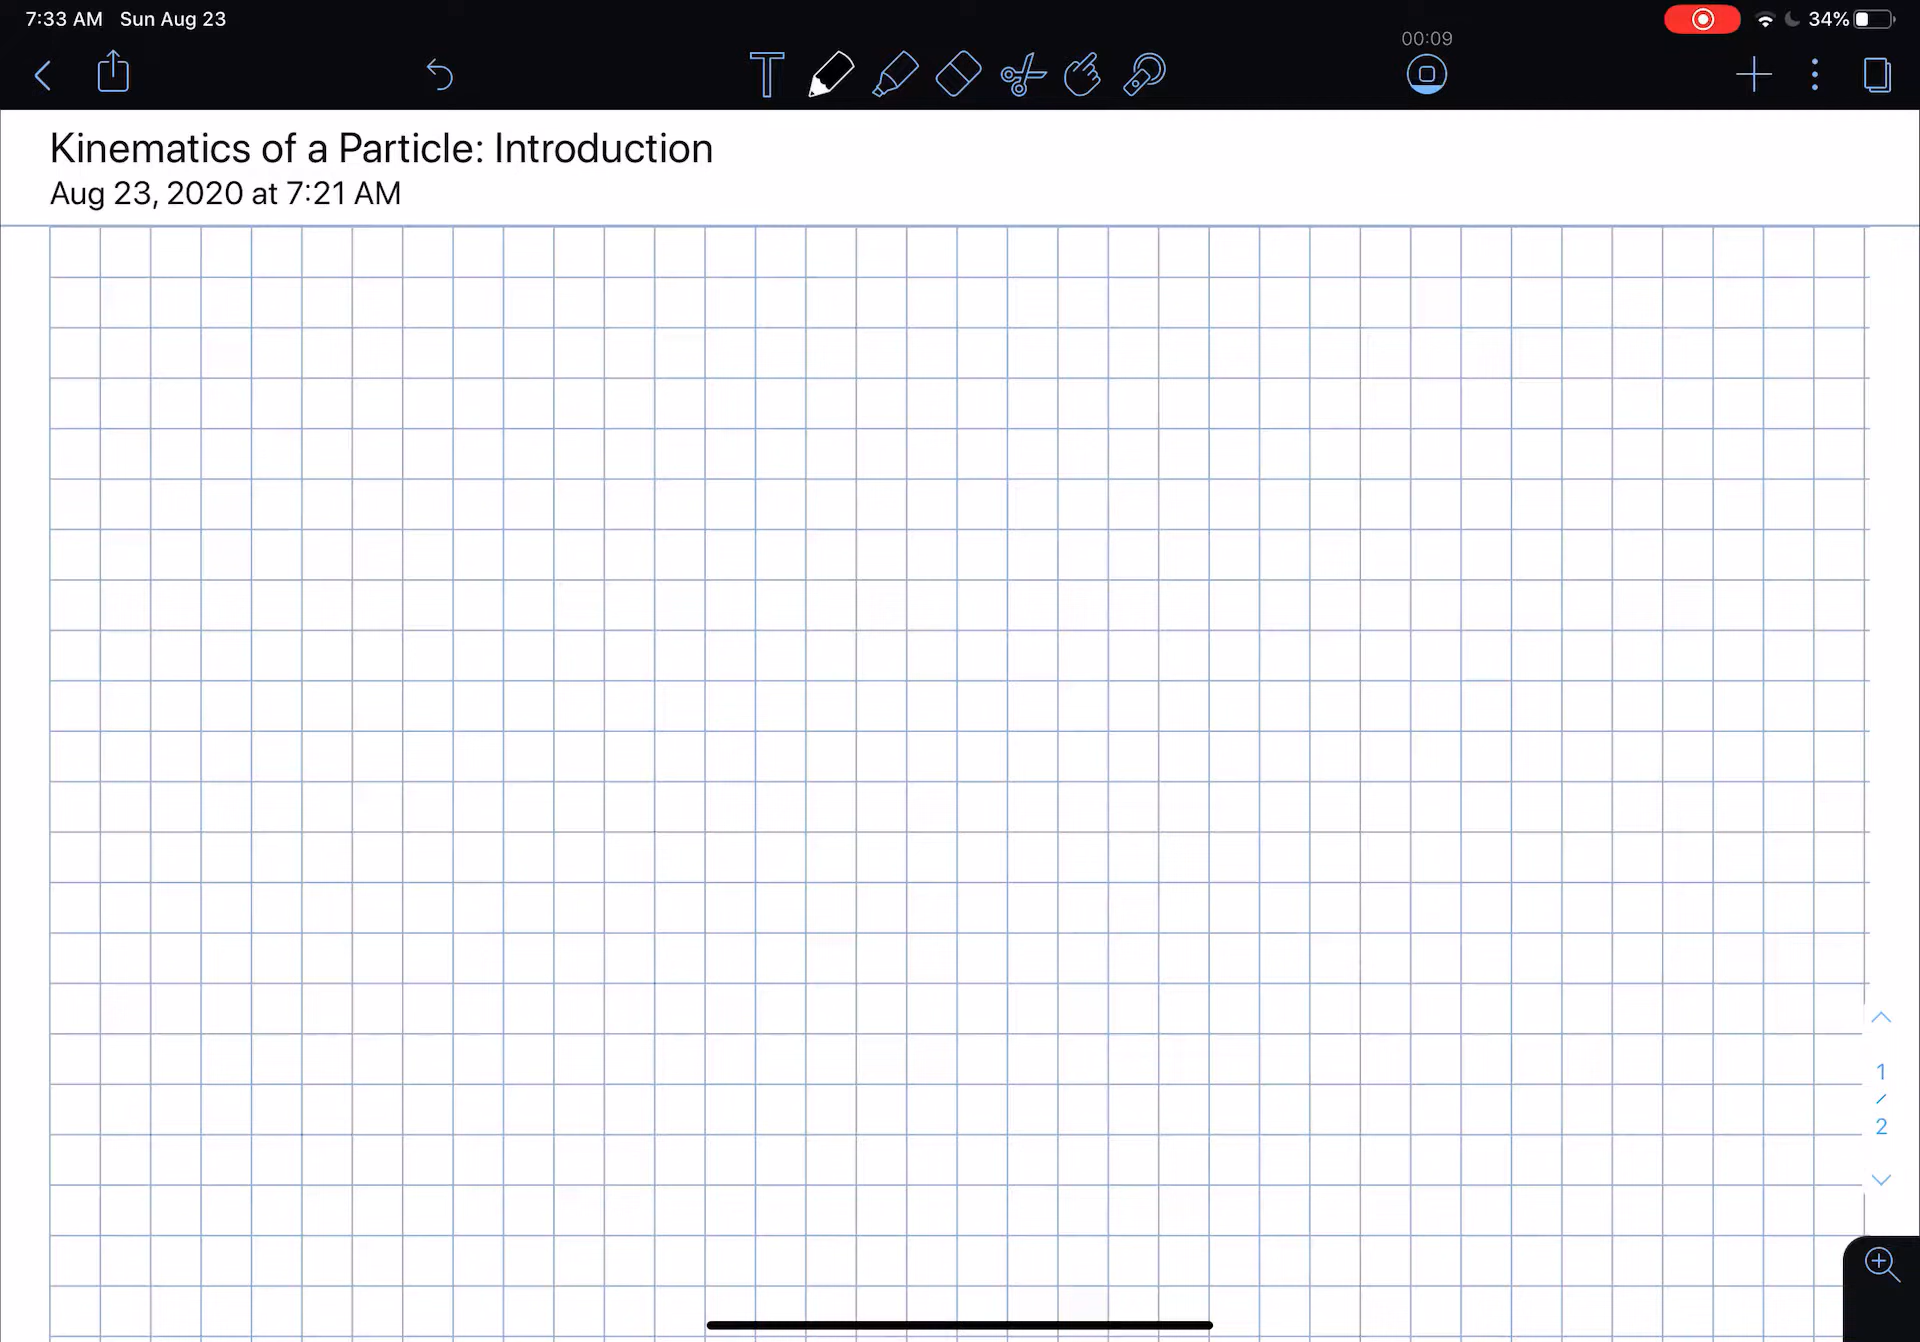 7:33 AM Sun Aug 23
34%
00:09
Kinematics of a Particle: Introduction
Aug 23, 2020 at 7:21 AM
1
/
2